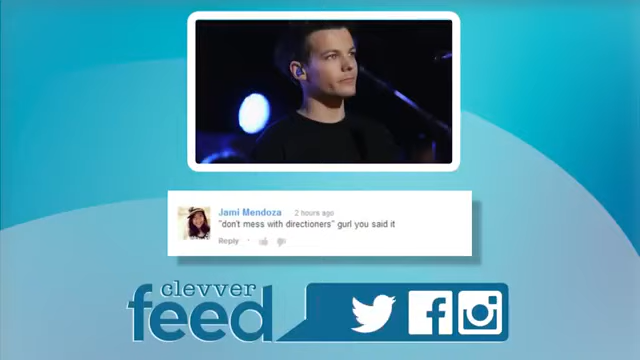 Jami Mendoza 2 hours ago
"don't mess with directioners" gurl you said it
Reply
clevver
feed